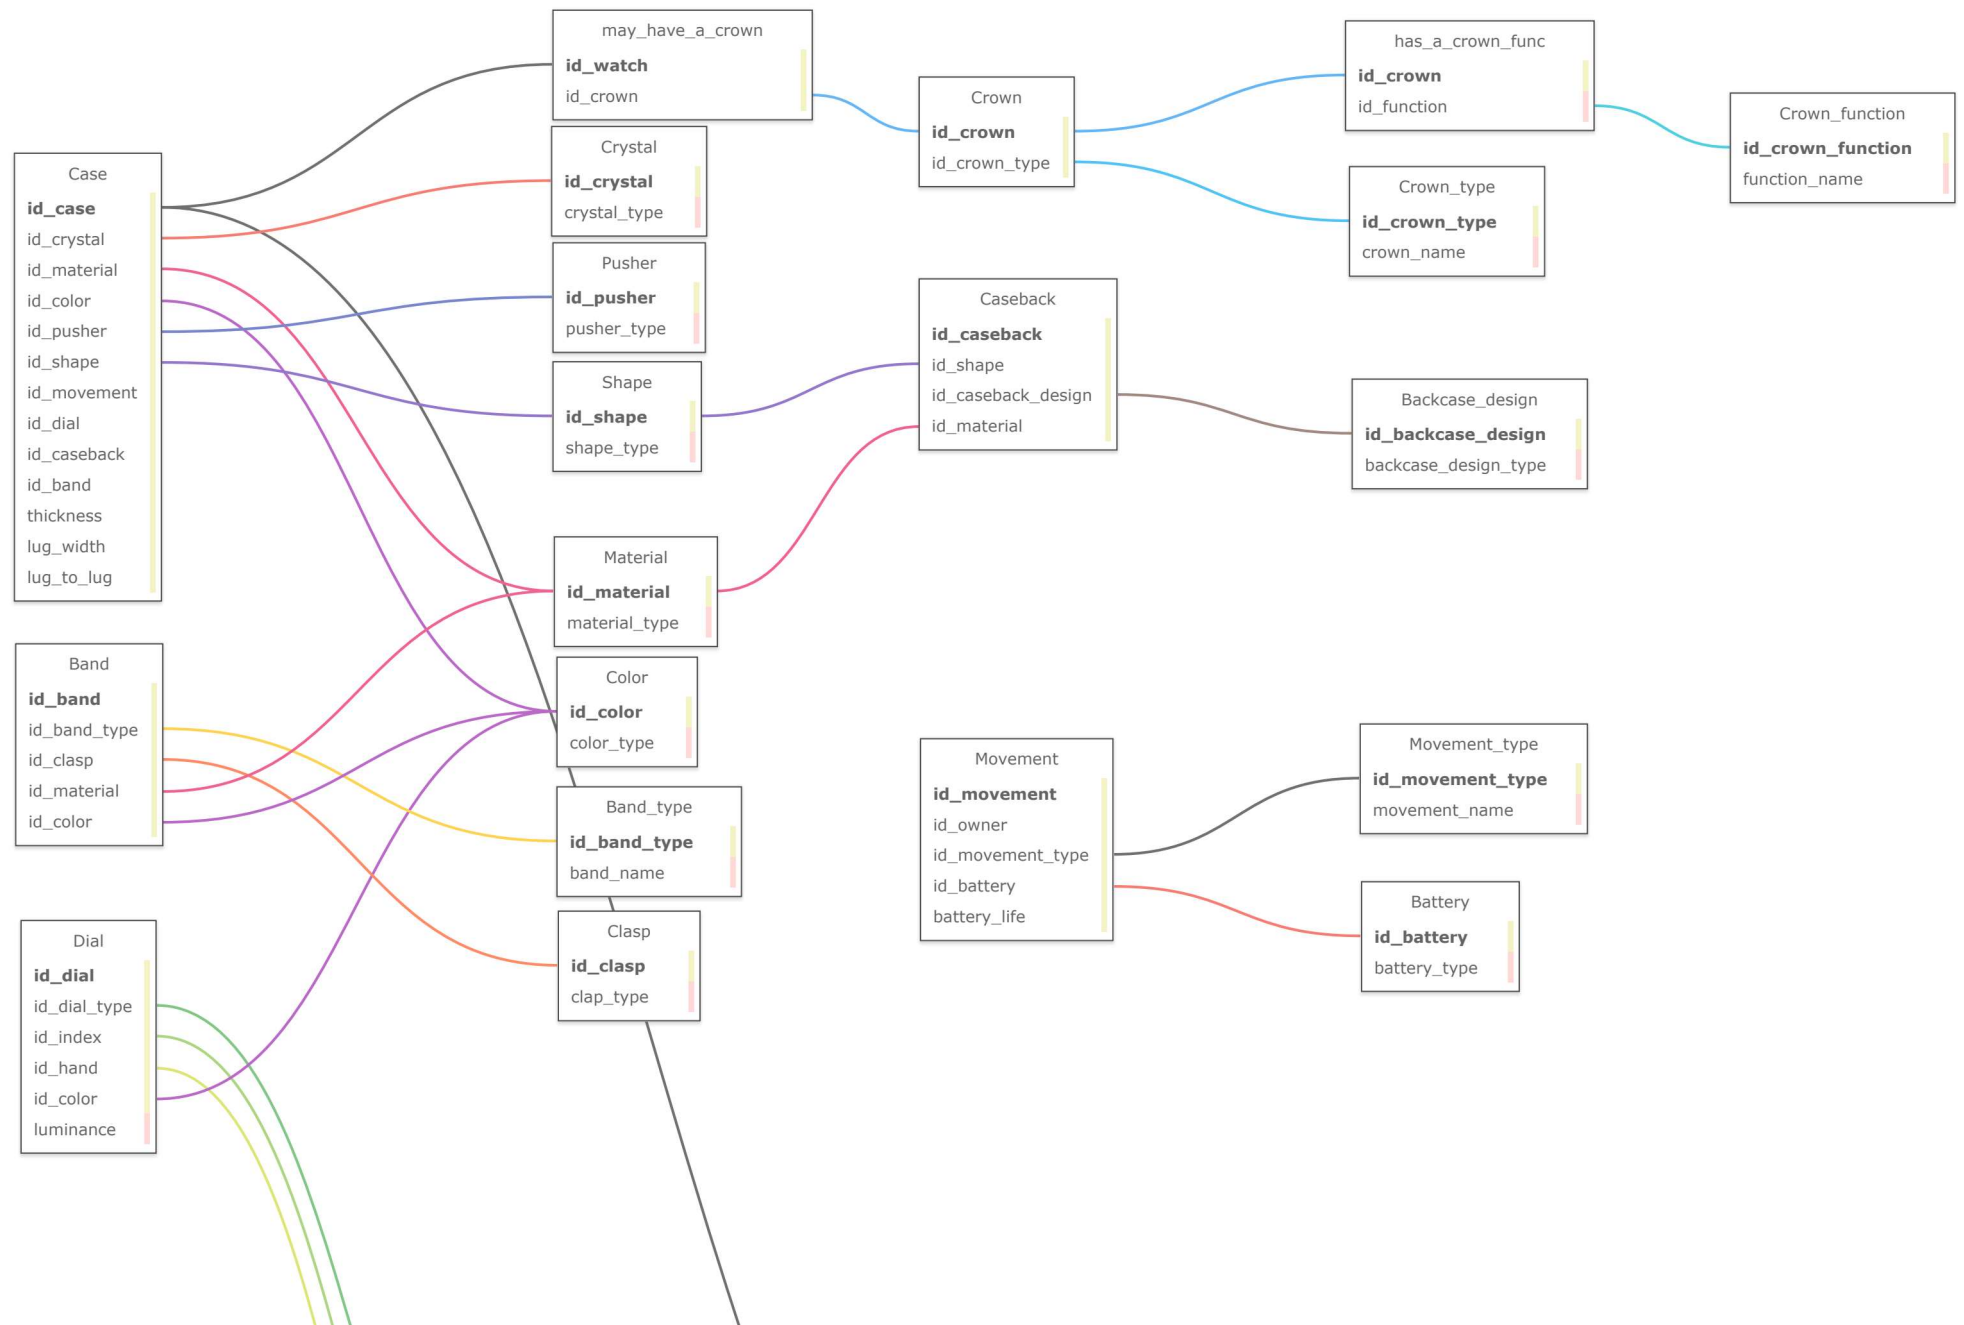 may_have_a_crown
id_watch
id_crown
Crystal
id_crystal
crystal_type
Pusher
id_pusher
pusher_type
Shape
id_shape
shape_type
Case
id_case
id_crystal
id_material
id_color
id_pusher
id_shape
id_movement
id_dial
id_caseback
id_band
thickness
lug_width
lug_to_lug
Crown
id_crown
id_crown_type
has_a_crown_func
id_crown
id_function
Crown_function
id_crown_function
function_name
Crown_type
id_crown_type
crown_name
Caseback
id_caseback
id_shape
id_caseback_design
id_material
Backcase_design
id_backcase_design
backcase_design_type
Material
id_material
material_type
Band
id_band
id_band_type
id_clasp
id_material
id_color
Color
id_color
color_type
Band_type
id_band_type
band_name
Clasp
id_clasp
clap_type
Movement
id_movement
id_owner
id_movement_type
id_battery
battery_life
Movement_type
id_movement_type
movement_name
Battery
id_battery
battery_type
Dial
id_dial
id_dial_type
id_index
id_hand
id_color
luminance